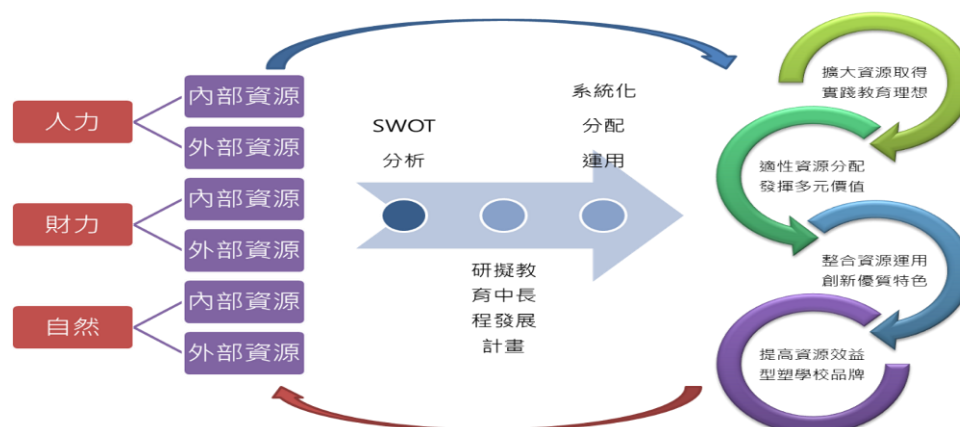 人力
內部資源
外部資源
財力
內部資源
外部資源
自然
內部資源
外部資源
SWOT
分析
研擬教
育中長
程發展
計畫
系統化
分配
運用
擴大資源取得
實踐教育理想
適性資源分配
發揮多元價值
整合資源運用
創新優質特色
提高資源效益
型塑學校品牌